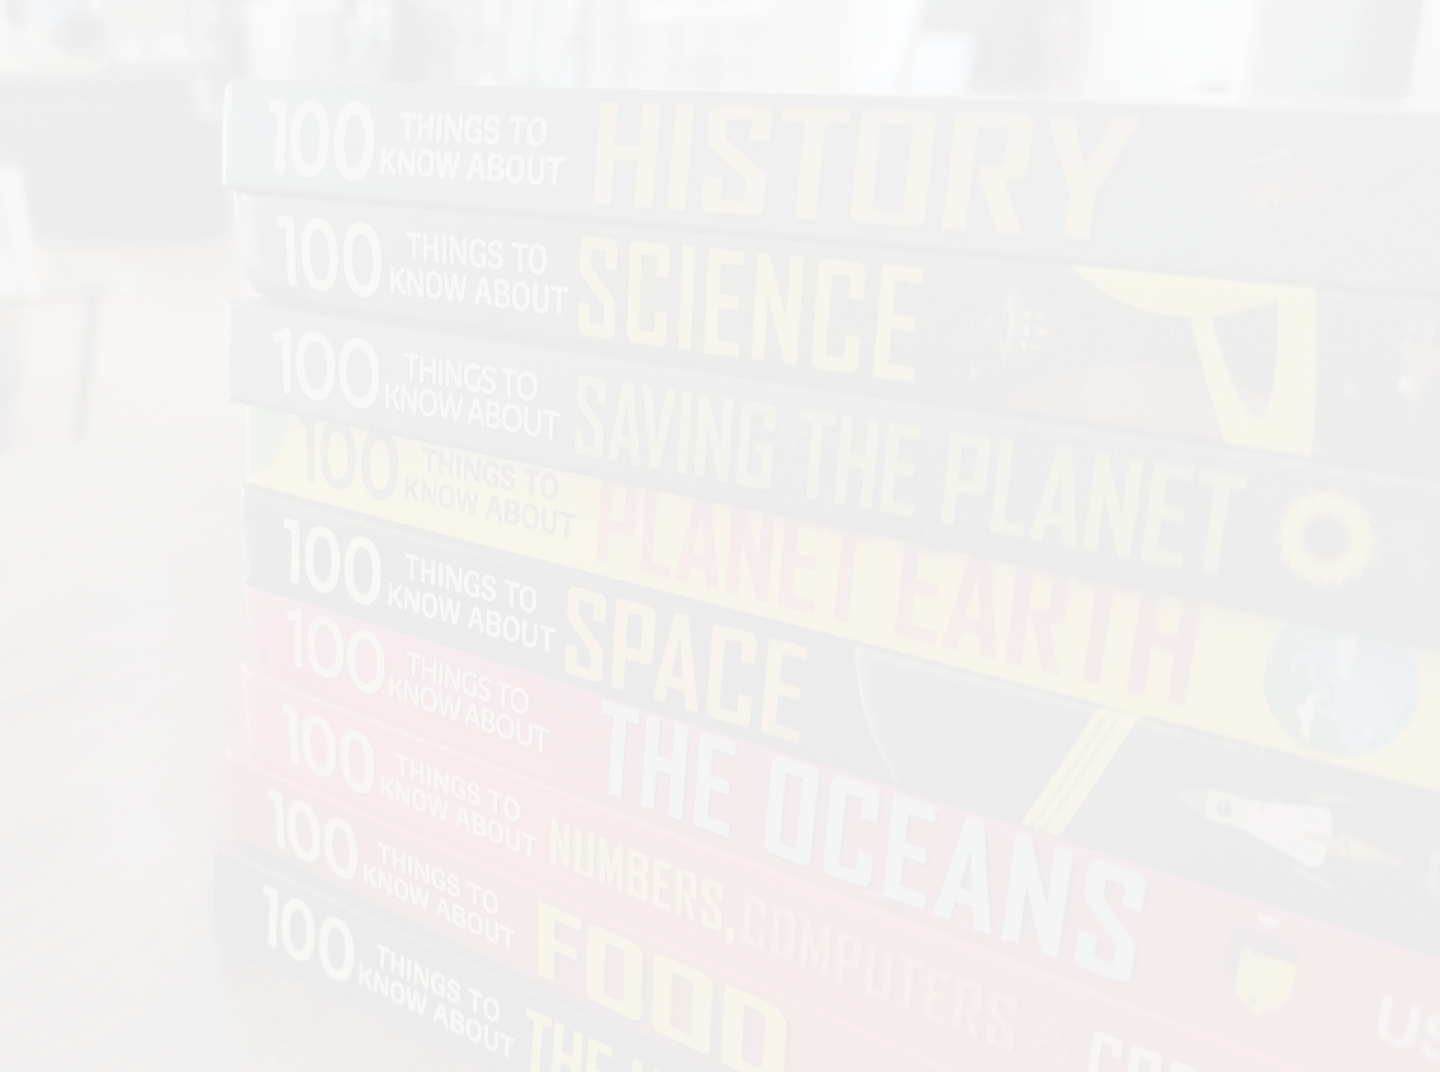 100 THINGS TO KNOW ABOUT HISTORY
100 THINGS TO KNOW ABOUT SCIENCE
100 THINGS TO KNOW ABOUT SAVING THE PLANET
100 THINGS TO KNOW ABOUT PLANET EARTH
100 THINGS TO KNOW ABOUT SPACE
100 THINGS TO KNOW ABOUT THE OCEANS
US
100 THINGS TO KNOW ABOUT NUMBERS, COMPUTERS &
100 THINGS TO KNOW ABOUT FOOD
100 THINGS TO KNOW ABOUT THE